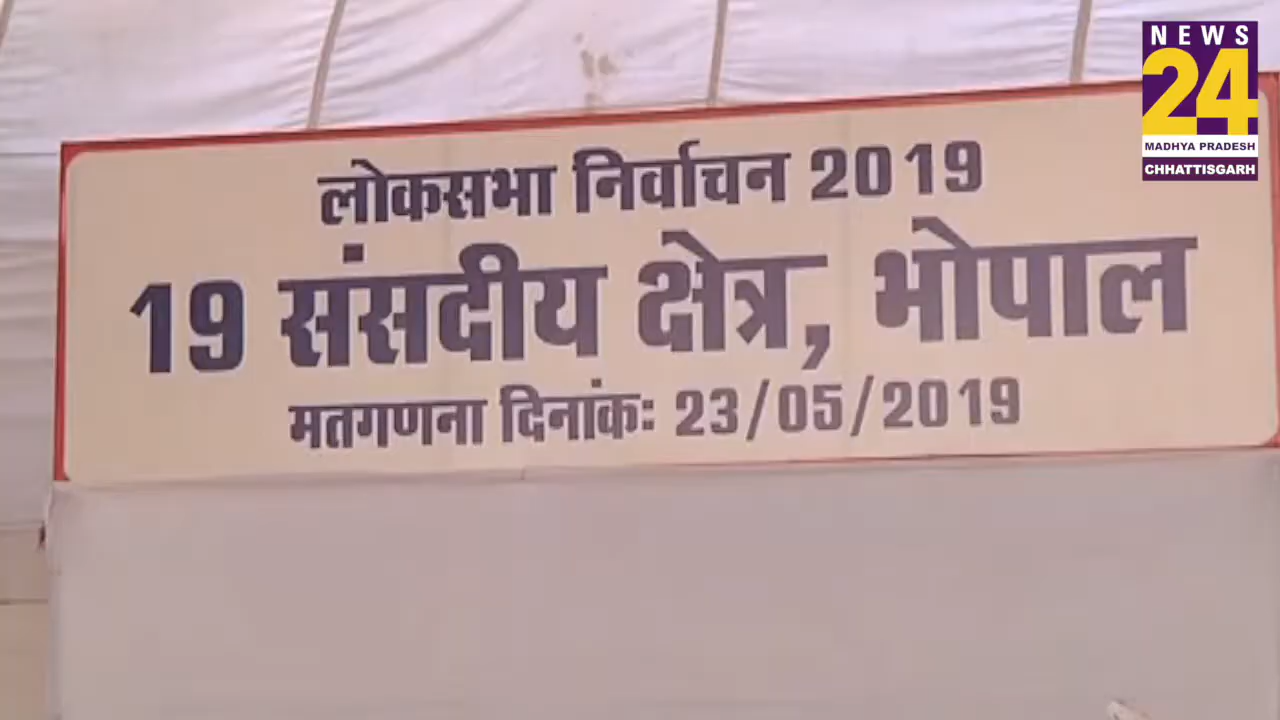 NEWS
24
MADHYA PRADESH
CHHATTISGARH
लोकसभा निर्वाचन 2019
19 संसदीय क्षेत्र, भोपाल
मतगणना दिनांक: 23/05/2019